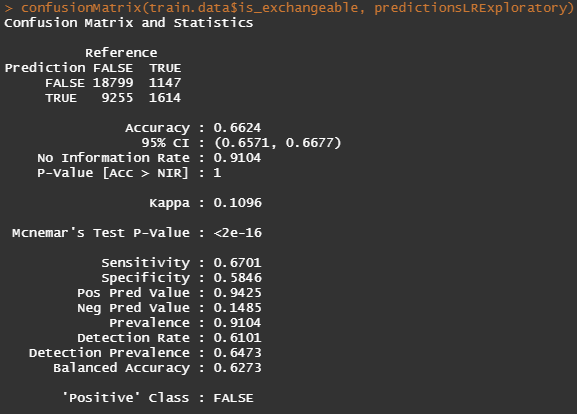 > confusionMatrix(train.data$is_exchangeable, predictionsLRExploratory)
Confusion Matrix and Statistics
Reference
Prediction FALSE TRUE
FALSE 18799 1147
TRUE 9255 1614
Accuracy : 0.6624
95% CI : (0.6571, 0.6677)
No Information Rate : 0.9104
P-Value [Acc > NIR] : 1
Kappa : 0.1096
Mcnemar's Test P-Value : <2e-16
Sensitivity : 0.6701
Specificity : 0.5846
Pos Pred Value : 0.9425
Neg Pred Value : 0.1485
Prevalence : 0.9104
Detection Rate : 0.6101
Detection Prevalence : 0.6473
Balanced Accuracy : 0.6273
'Positive' Class : FALSE